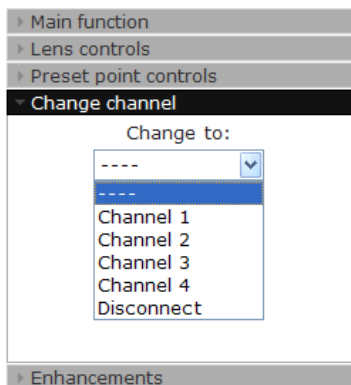 Main function
Lens controls
Preset point controls
Change channel
Change to:
----
----
Channel 1
Channel 2
Channel 3
Channel 4
Disconnect
Enhancements